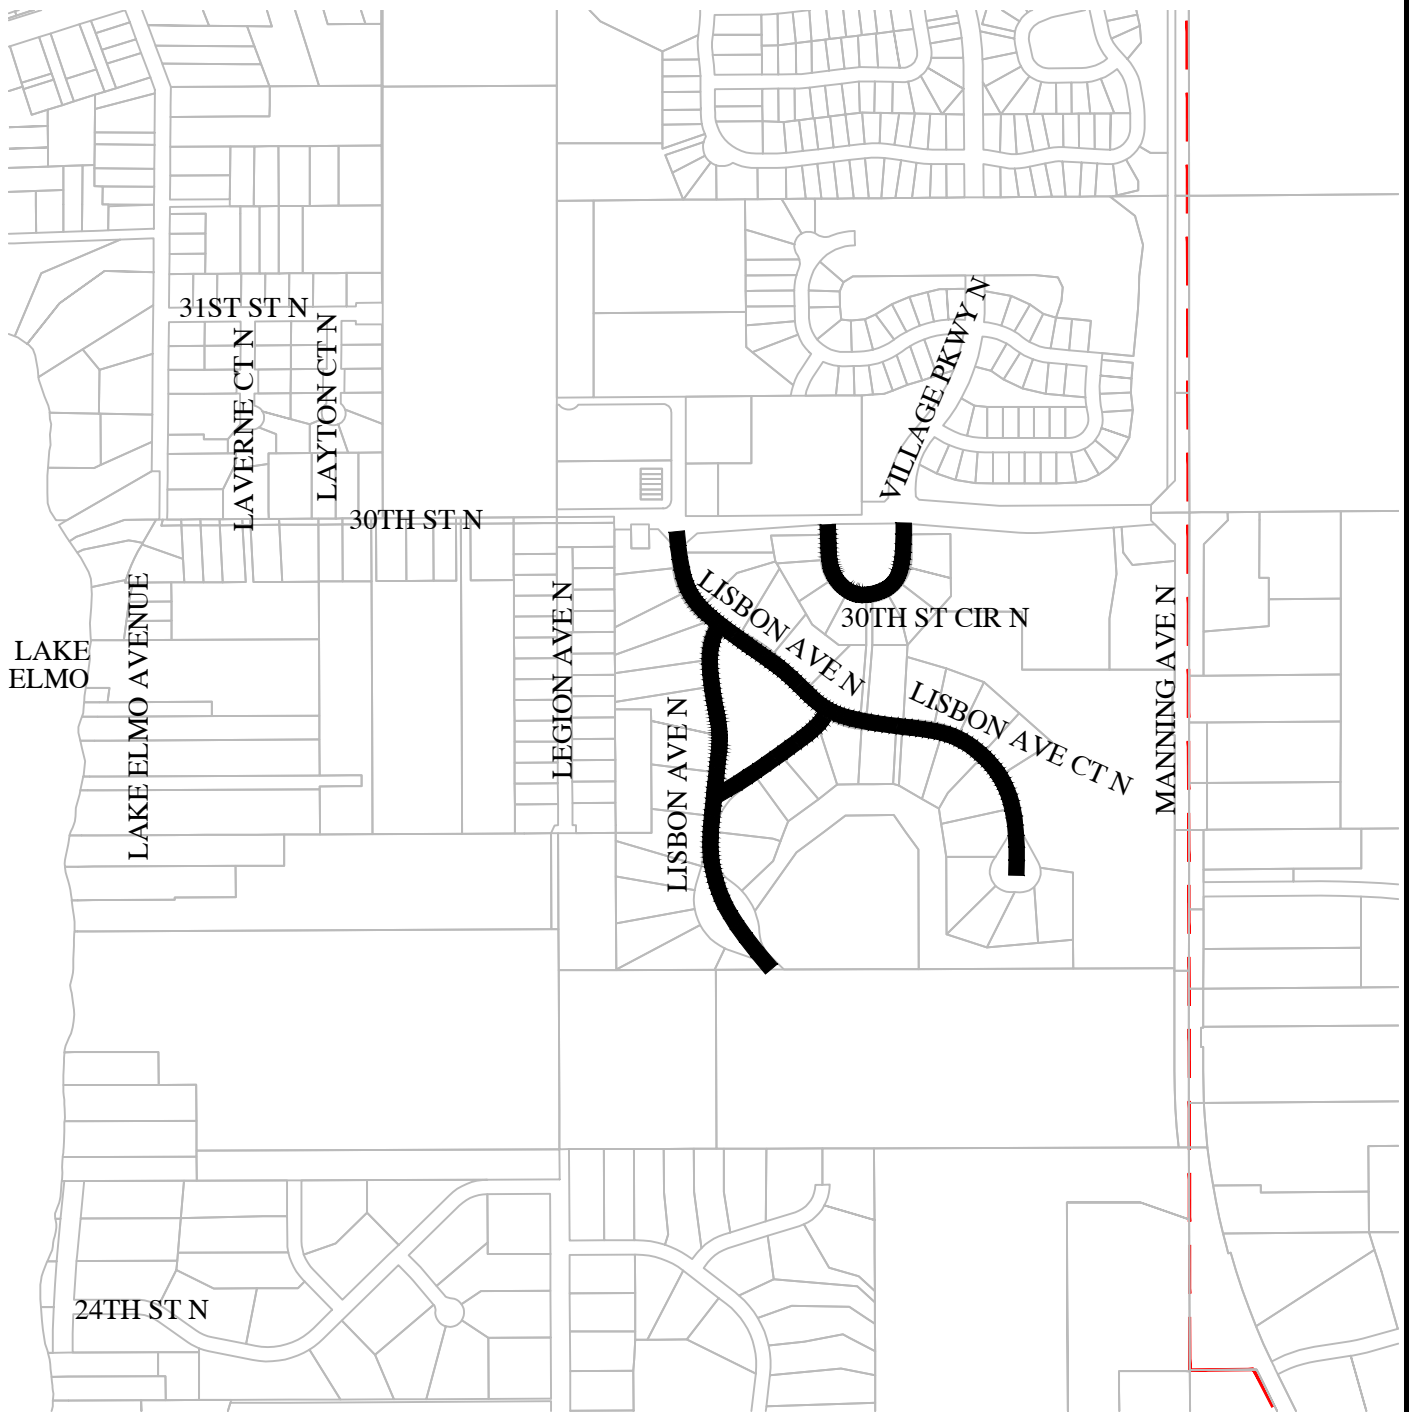 VILLAGE PKWY N
31ST ST N
LAVERNE CT N
LAYTON CT N
30TH ST N
LISBON AVE N
30TH ST CIR N
LAKE
ELMO
LAKE ELMO AVENUE
LEGION AVE N
LISBON AVE N
LISBON AVE CT N
MANNING AVE N
24TH ST N